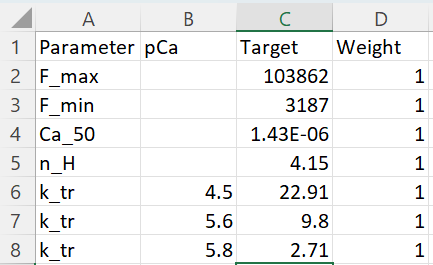 A B C D
1 Parameter pCa Target Weight
2 F_max 103862 1
3 F_min 3187 1
4 Ca_50 1.43E-06 1
5 n_H 4.15 1
6 k_tr 4.5 22.91 1
7 k_tr 5.6 9.8 1
8 k_tr 5.8 2.71 1